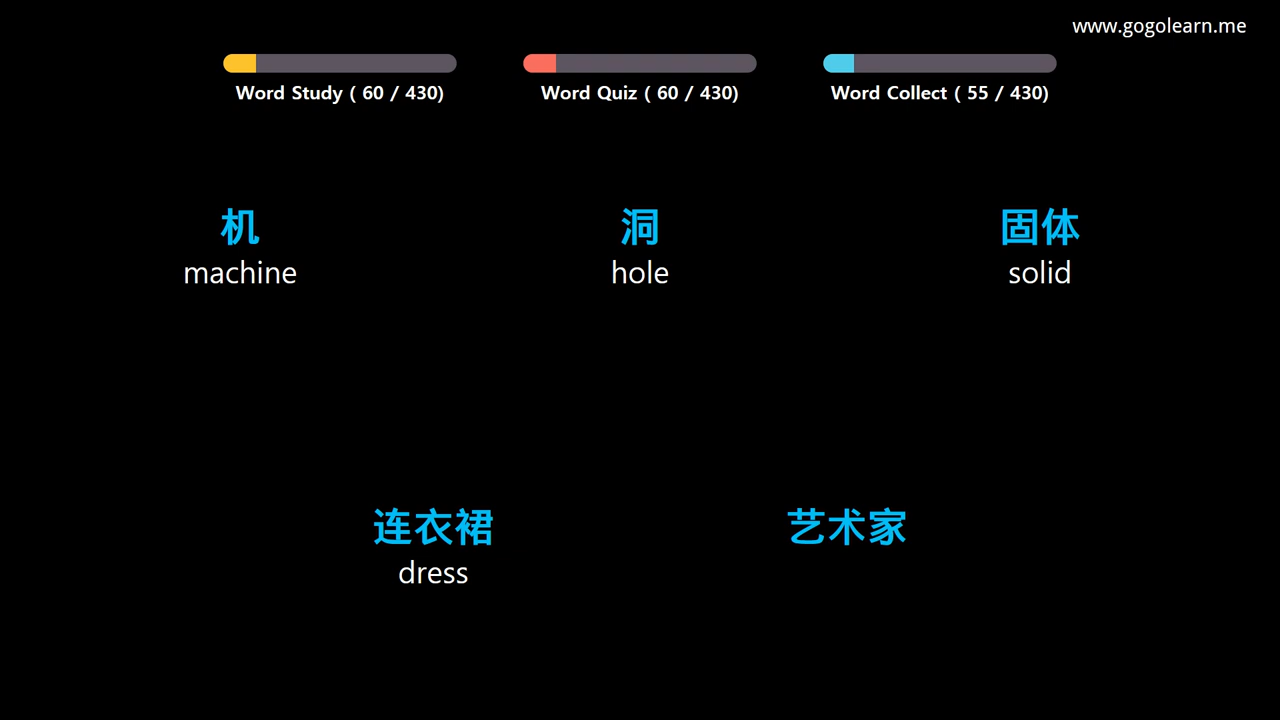 www.gogolearn.me
Word Study ( 60 / 430)
Word Quiz ( 60 / 430)
Word Collect ( 55 / 430)
机
machine
洞
hole
固体
solid
连衣裙
dress
艺术家